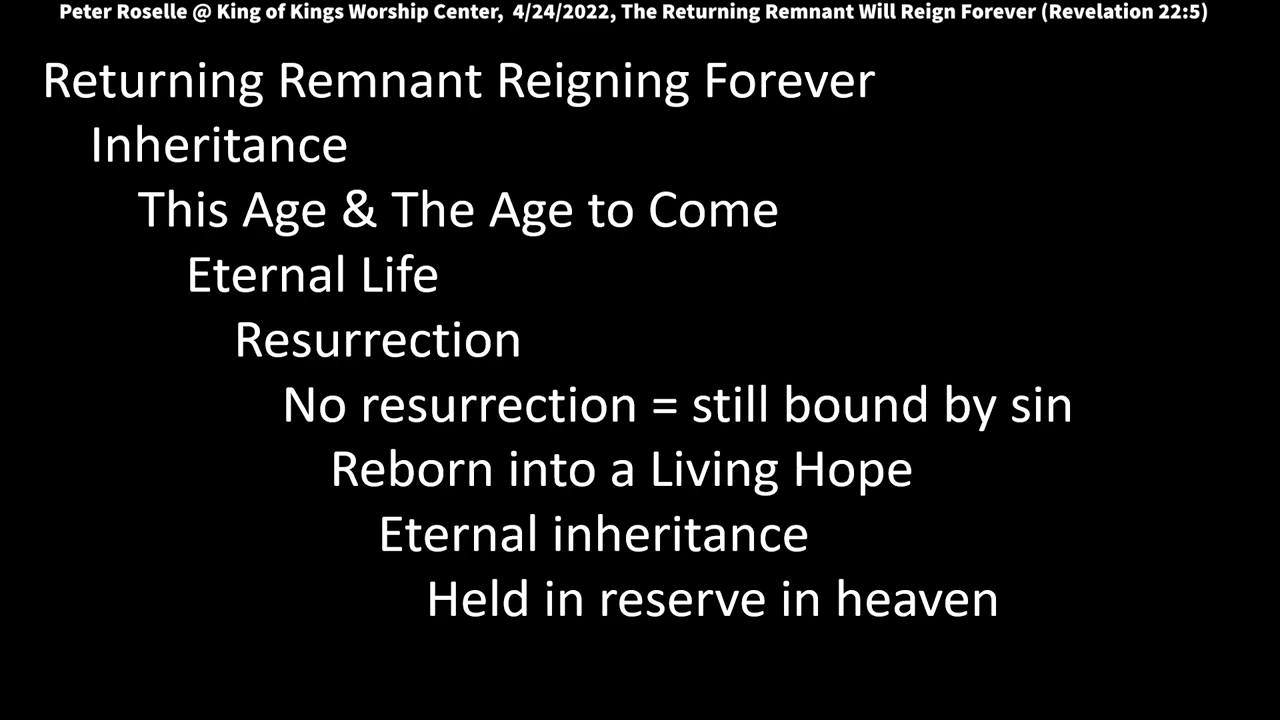 Peter Roselle @ King of Kings Worship Center, 4/24/2022, The Returning Remnant Will Reign Forever (Revelation 22:5)
Returning Remnant Reigning Forever
Inheritance
This Age & The Age to Come
Eternal Life
Resurrection
No resurrection = still bound by sin
Reborn into a Living Hope
Eternal inheritance
Held in reserve in heaven